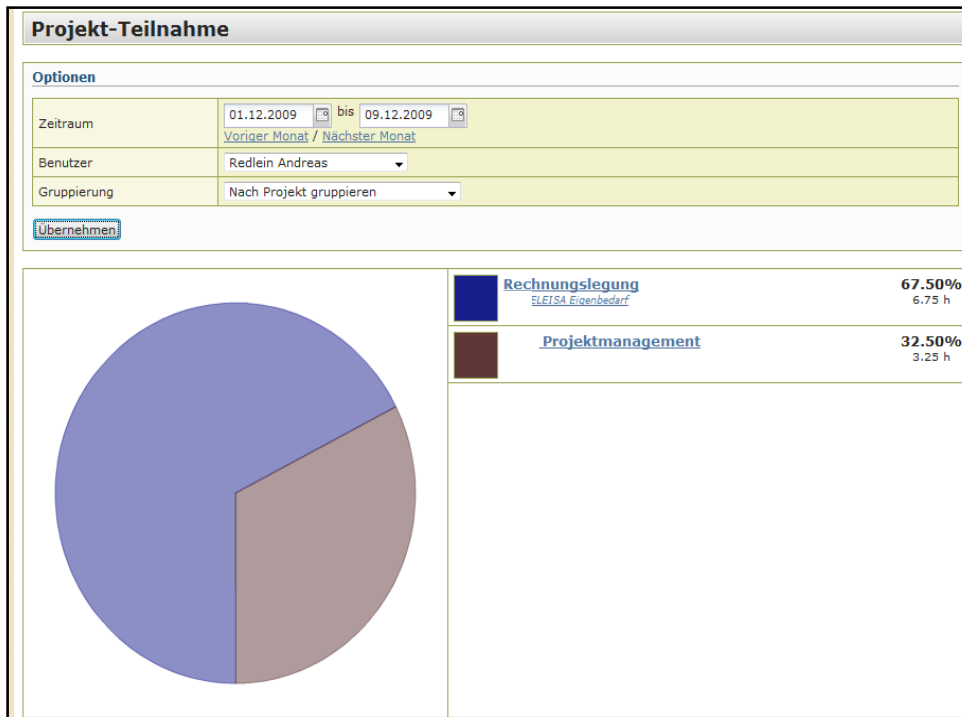 Projekt-Teilnahme
Optionen
Zeitraum
01.12.2009 bis 09.12.2009
Voriger Monat / Nächster Monat
Benutzer
Redlein Andreas
Gruppierung
Nach Projekt gruppieren
Übernehmen
Rechnungslegung 67.50%
ELEISA Eigenbedarf 6.75 h
Projektmanagement 32.50%
3.25 h